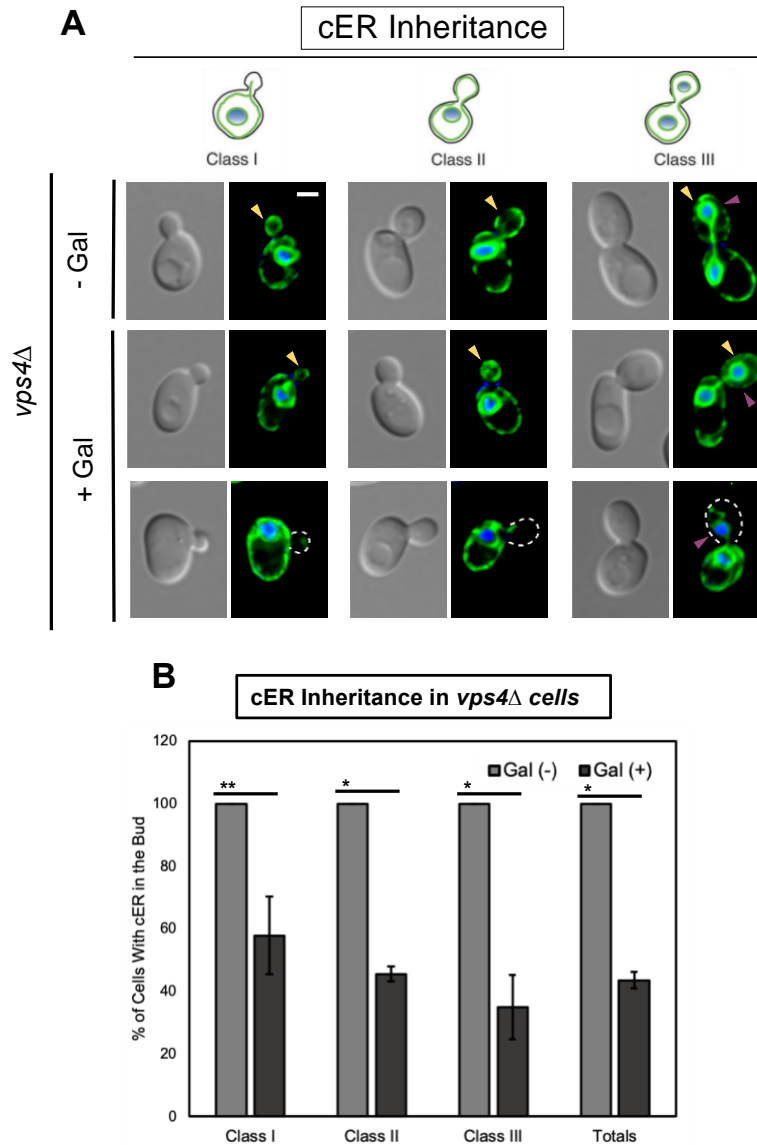 A
cER Inheritance
Class I
Class II
Class III
vps4Δ
- Gal
+ Gal
B
cER Inheritance in vps4Δ cells
% of Cells With cER in the Bud
120
100
80
60
40
20
0
Gal (-)
Gal (+)
**
*
*
*
Class I
Class II
Class III
Totals